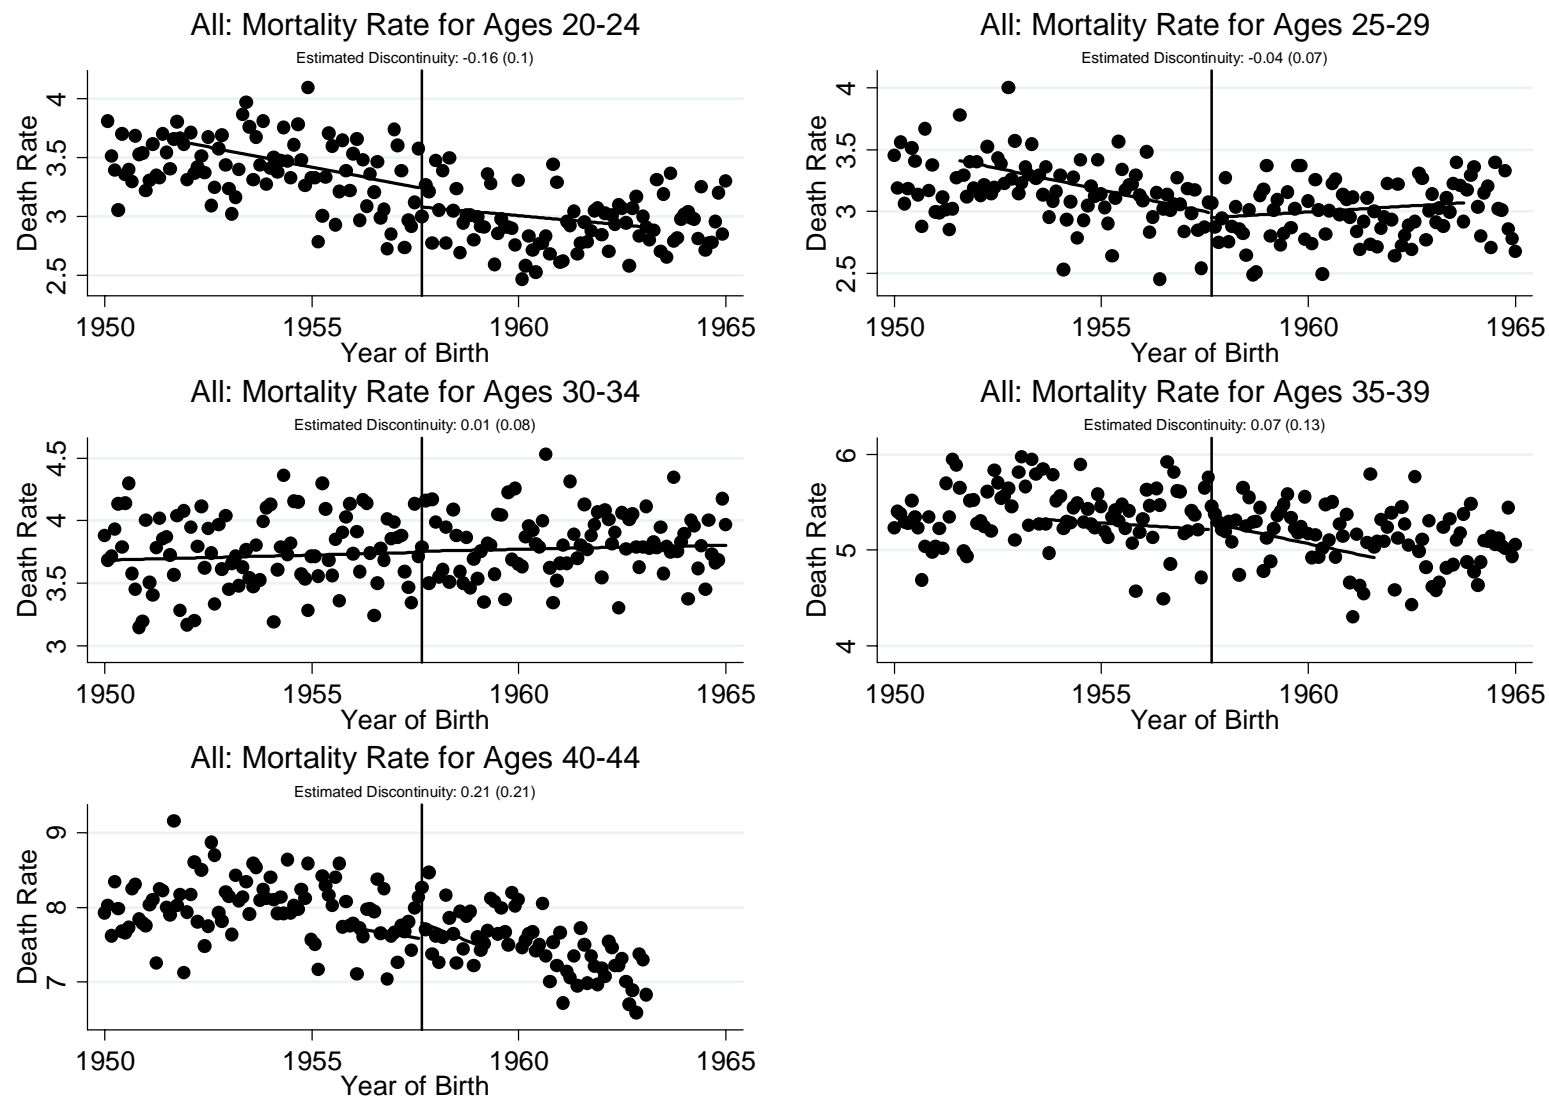 All: Mortality Rate for Ages 20-24
Estimated Discontinuity: -0.16 (0.1)
Death Rate
4
3.5
3
2.5
1950
1955
1960
1965
Year of Birth
All: Mortality Rate for Ages 25-29
Estimated Discontinuity: -0.04 (0.07)
Death Rate
4
3.5
3
2.5
1950
1955
1960
1965
Year of Birth
All: Mortality Rate for Ages 30-34
Estimated Discontinuity: 0.01 (0.08)
Death Rate
4.5
4
3.5
3
1950
1955
1960
1965
Year of Birth
All: Mortality Rate for Ages 35-39
Estimated Discontinuity: 0.07 (0.13)
Death Rate
6
5
4
1950
1955
1960
1965
Year of Birth
All: Mortality Rate for Ages 40-44
Estimated Discontinuity: 0.21 (0.21)
Death Rate
9
8
7
1950
1955
1960
1965
Year of Birth